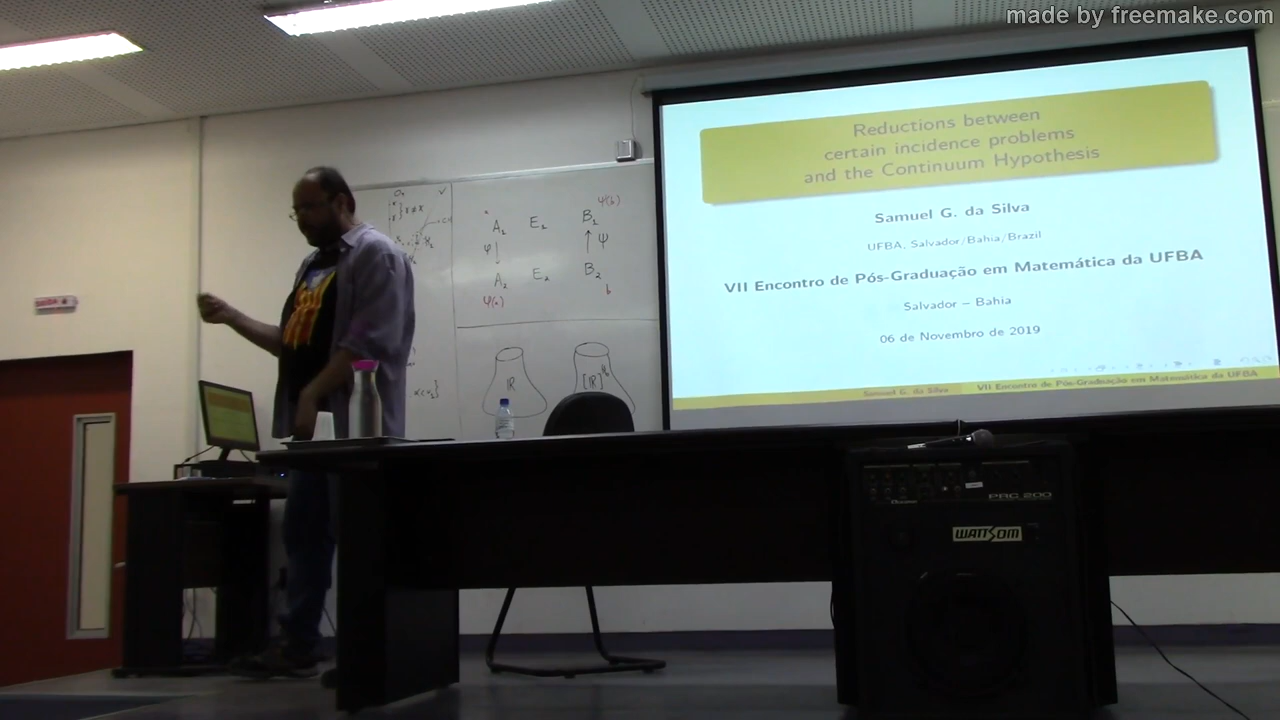 made by freemake.com
Reductions between
certain incidence problems
and the Continuum Hypothesis
Samuel G. da Silva
UFBA, Salvador/Bahia/Brazil
VII Encontro de Pós-Graduação em Matemática da UFBA
Salvador – Bahia
06 de Novembro de 2019
Samuel G. da Silva VII Encontro de Pós-Graduação em Matemática da UFBA
ψ(b)
A₁ E₁ B₁
φ ψ
A₂ E₂ B₂
b
IR
PRC 200
WATTSOM